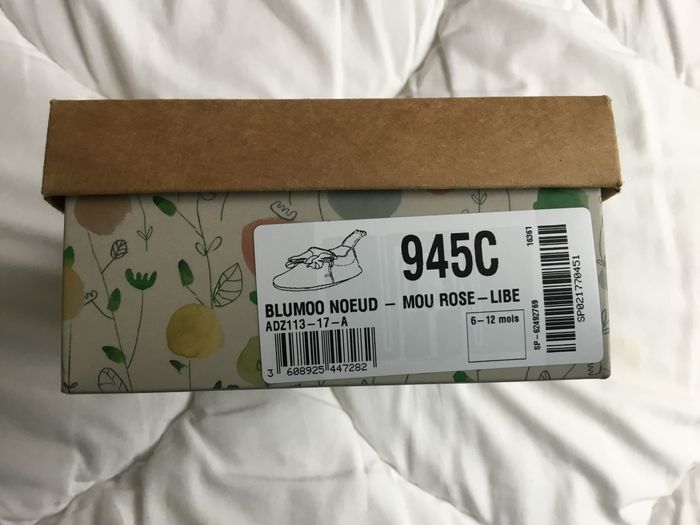 945C
BLUMOO NOEUD – MOU ROSE–LIBE
ADZ113–17–A
6–12 mois
3 608925 447282
16361
SP–62492769
SP021770451